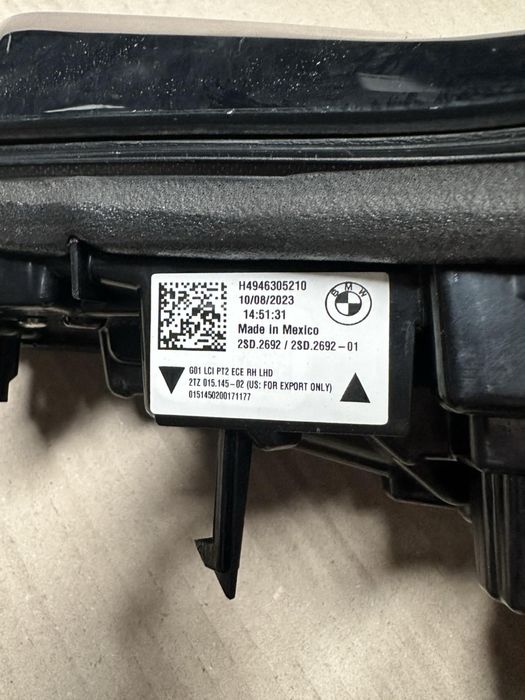 H4946305210
10/08/2023
14:51:31
Made in Mexico
2SD.2692 / 2SD.2692-01
BMW
G01 LCI PT2 ECE RH LHD
2TZ 015.145-02 (US: FOR EXPORT ONLY)
0151450200171177